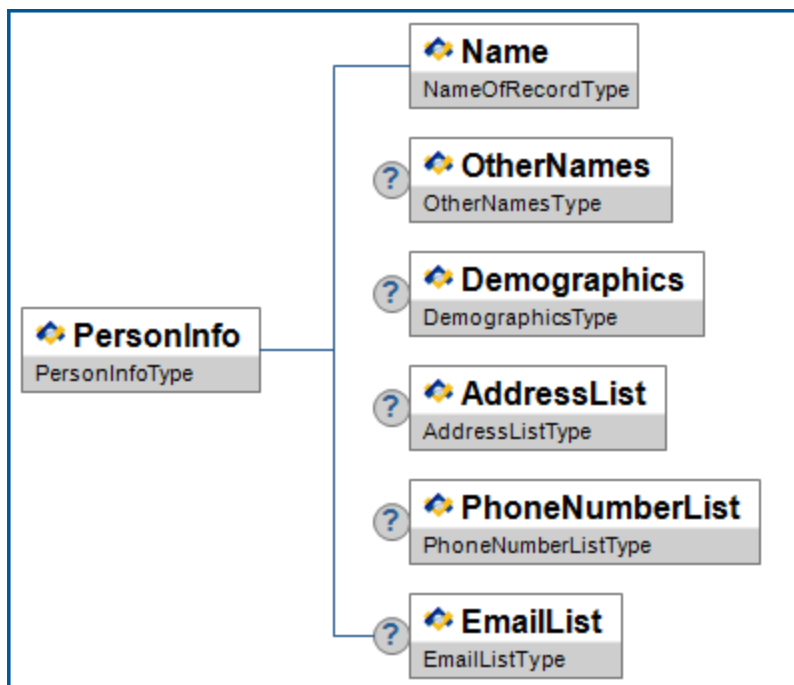 Name
NameOfRecordType
?
OtherNames
OtherNamesType
?
Demographics
DemographicsType
PersonInfo
PersonInfoType
?
AddressList
AddressListType
?
PhoneNumberList
PhoneNumberListType
?
EmailList
EmailListType